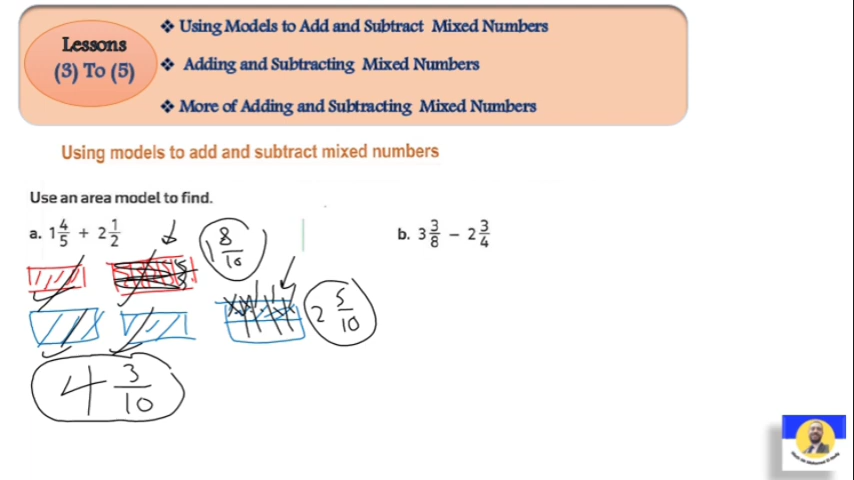 Lessons
(3) To (5)
❖ Using Models to Add and Subtract Mixed Numbers
❖ Adding and Subtracting Mixed Numbers
❖ More of Adding and Subtracting Mixed Numbers
Using models to add and subtract mixed numbers
Use an area model to find.
a. 1 4/5 + 2 1/2
1 8/10
b. 3 3/8 − 2 3/4
2 5/10
4 3/10